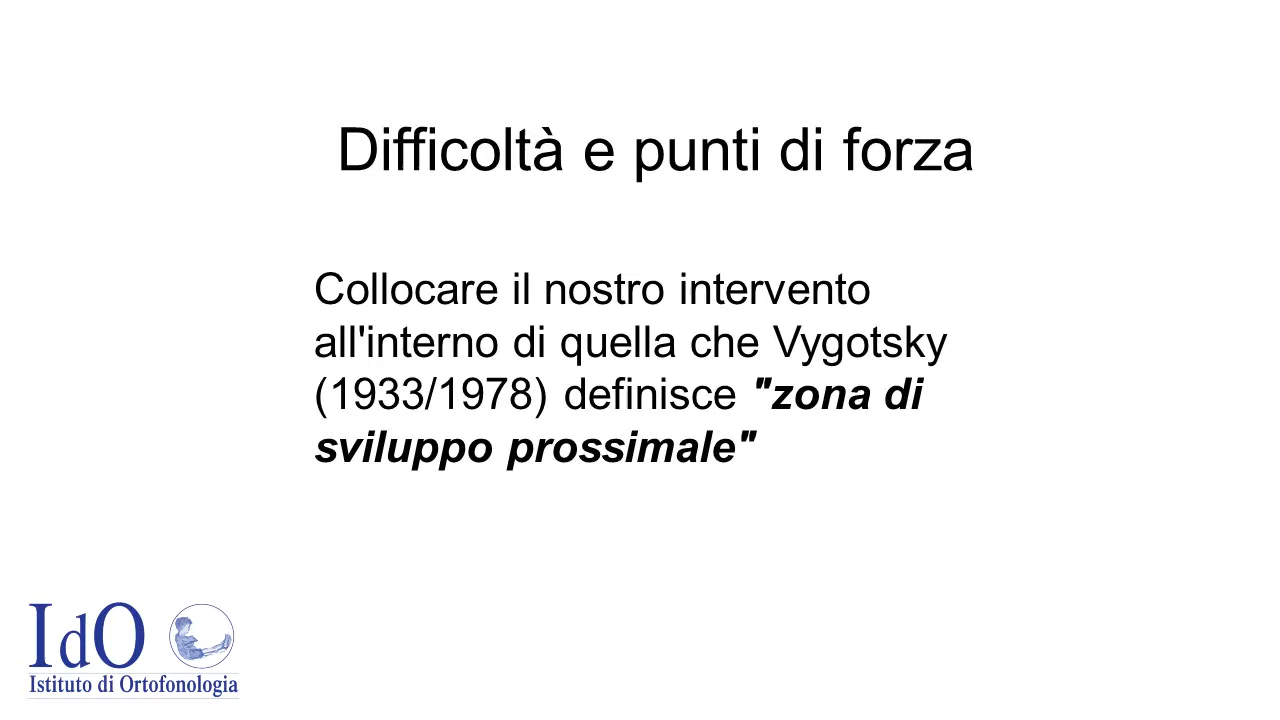 Difficoltà e punti di forza
Collocare il nostro intervento
all'interno di quella che Vygotsky
(1933/1978) definisce "zona di
sviluppo prossimale"
IdO
Istituto di Ortofonologia